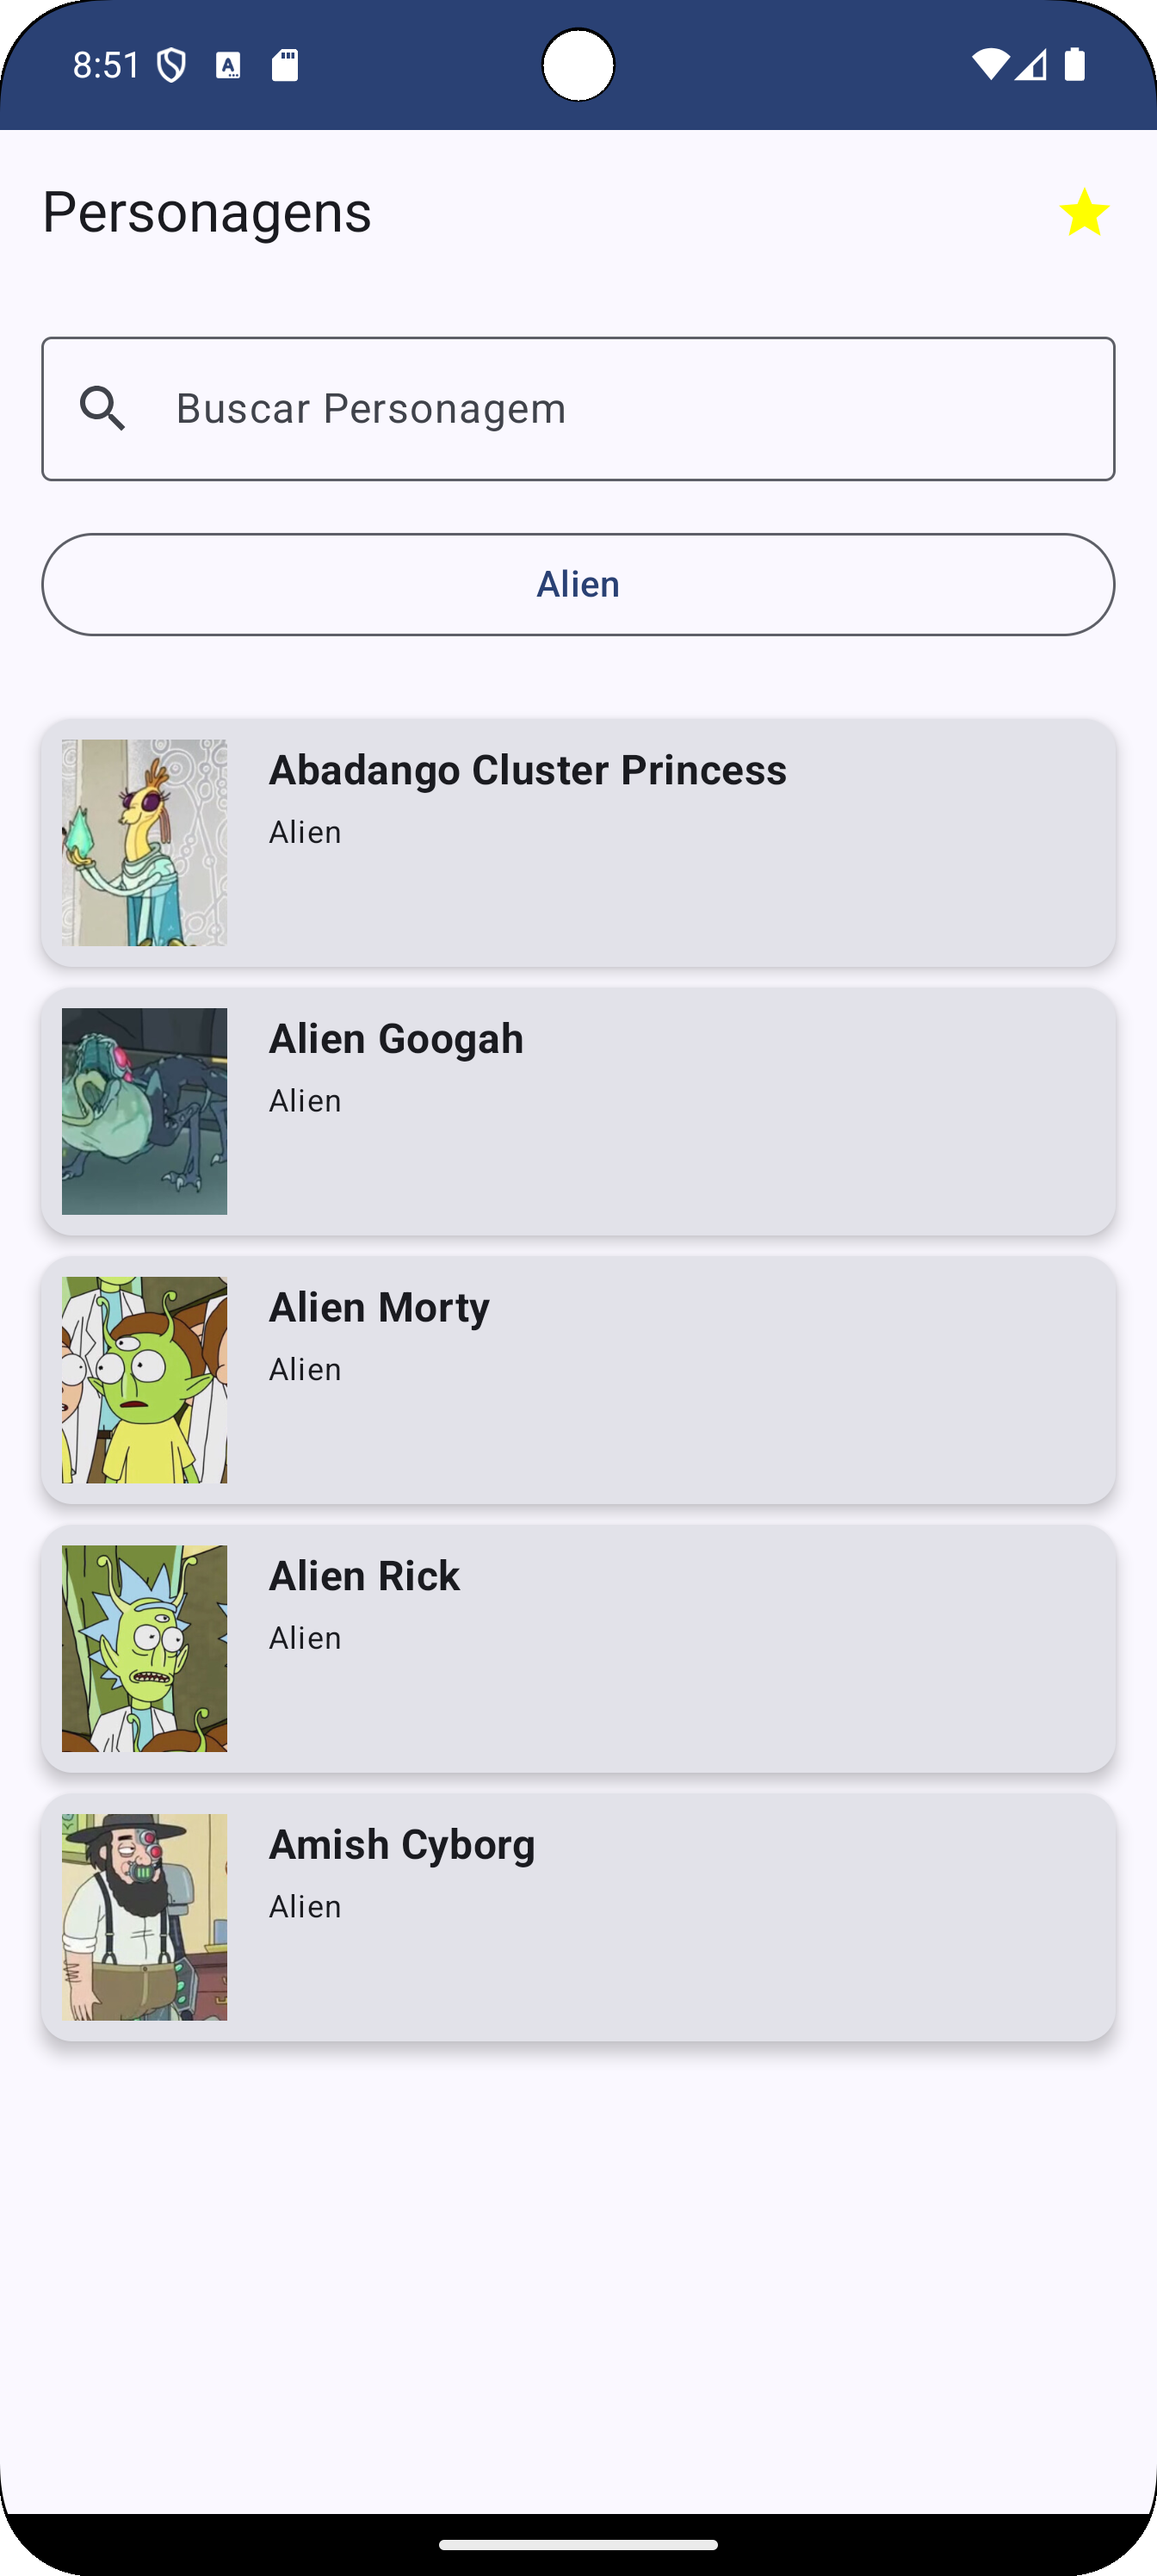 8:51
Personagens
Buscar Personagem
Alien
Abadango Cluster Princess
Alien
Alien Googah
Alien
Alien Morty
Alien
Alien Rick
Alien
Amish Cyborg
Alien